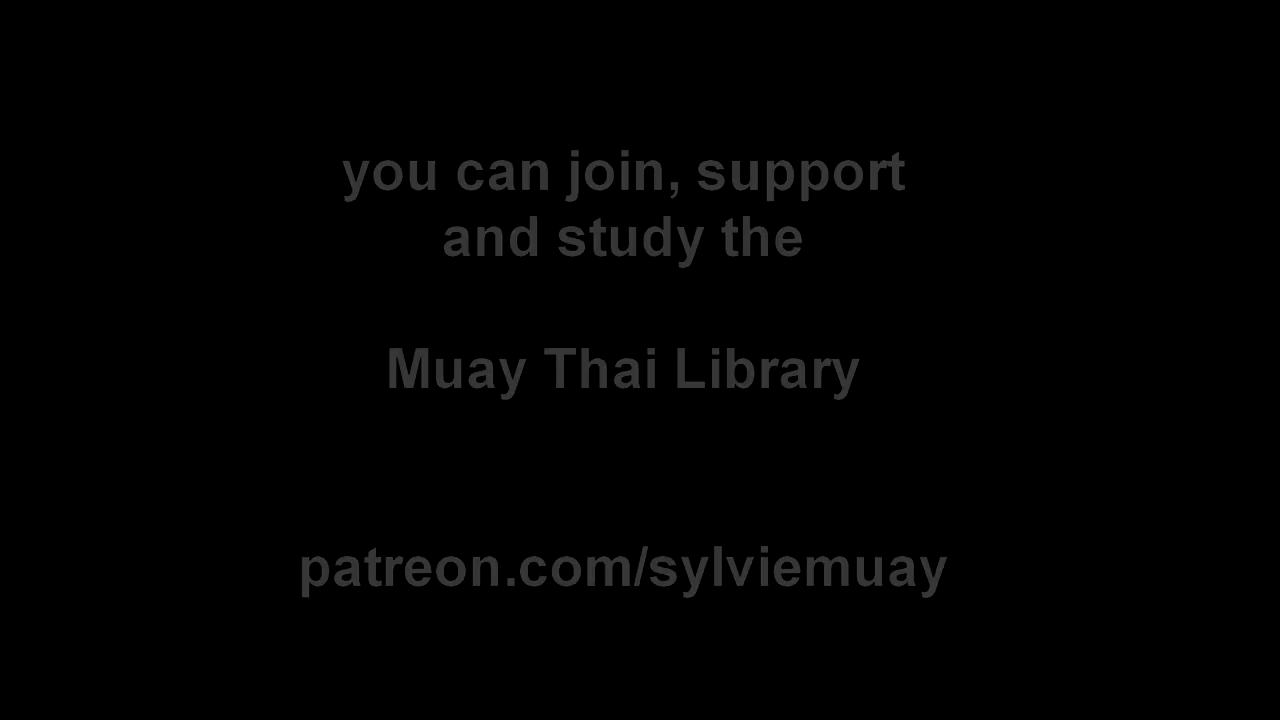 you can join, support
and study the
Muay Thai Library
patreon.com/sylviemuay